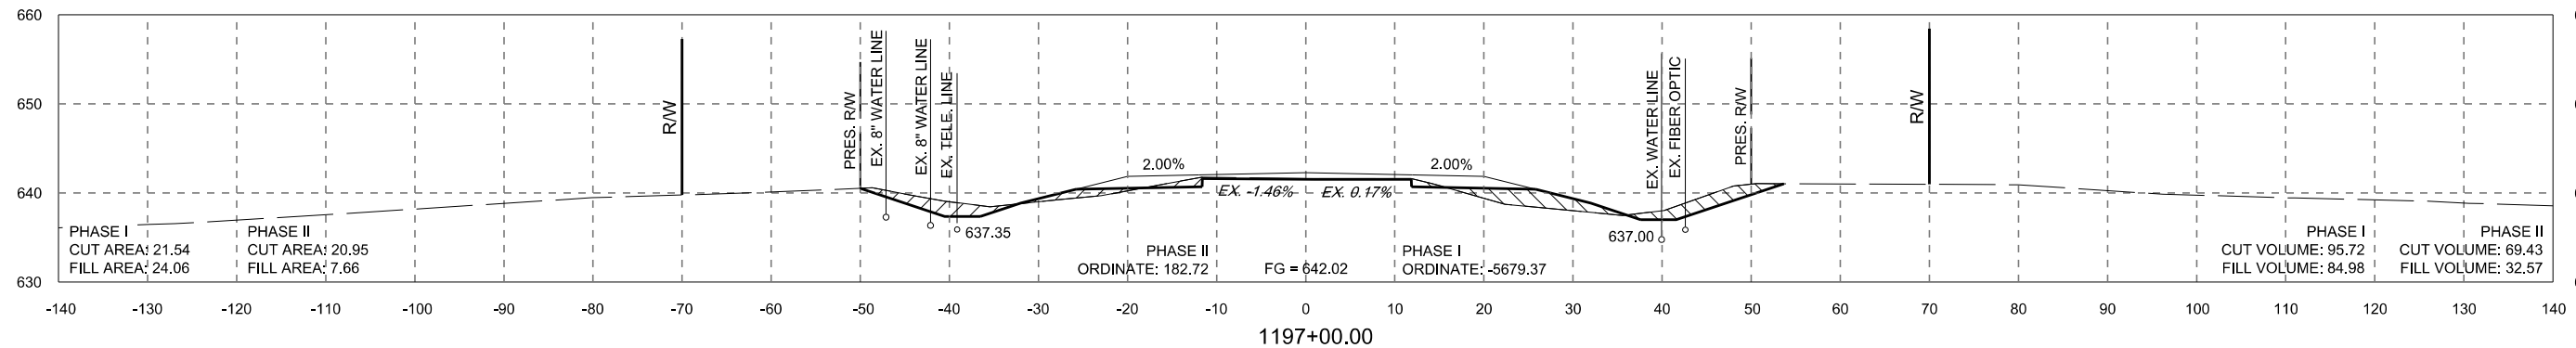 660
650
640
630
R/W
PRES. R/W
EX. 8" WATER LINE
EX. 8" WATER LINE
EX. TELE. LINE
EX. WATER LINE
EX. FIBER OPTIC
PRES. R/W
R/W
2.00%
2.00%
EX. -1.46%
EX. 0.17%
637.35
637.00
PHASE I
CUT AREA: 21.54
FILL AREA: 24.06
PHASE II
CUT AREA: 20.95
FILL AREA: 7.66
PHASE II
ORDINATE: 182.72
FG = 642.02
PHASE I
ORDINATE: -5679.37
PHASE I
CUT VOLUME: 95.72
FILL VOLUME: 84.98
PHASE II
CUT VOLUME: 69.43
FILL VOLUME: 32.57
-140 -130 -120 -110 -100 -90 -80 -70 -60 -50 -40 -30 -20 -10 0 10 20 30 40 50 60 70 80 90 100 110 120 130 140
1197+00.00